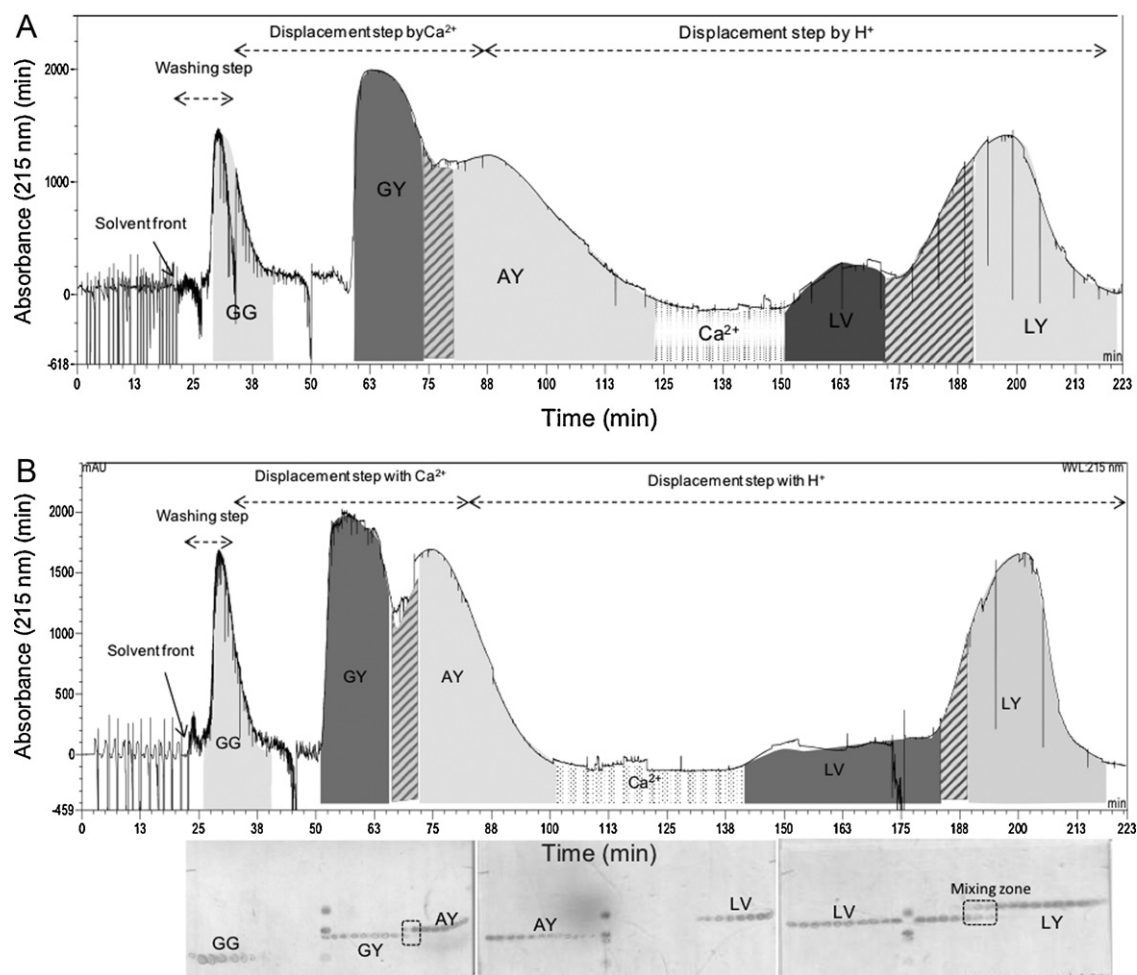 A
Displacement step byCa²⁺
Displacement step by H⁺
Washing step
Solvent front
GG
GY
AY
Ca²⁺
LV
LY
Absorbance (215 nm) (min)
2000
1000
0
-618
min
0 13 25 38 50 63 75 88 100 113 125 138 150 163 175 188 200 213 223
Time (min)
B
mAU
WVL:215 nm
Displacement step with Ca²⁺
Displacement step with H⁺
Washing step
Solvent front
GG
GY
AY
Ca²⁺
LV
LY
Absorbance (215 nm) (min)
2000
1500
1000
500
0
-459
min
0 13 25 38 50 63 75 88 100 113 125 138 150 163 175 188 200 213 223
Time (min)
GG
GY
AY
AY
LV
LV
Mixing zone
LY